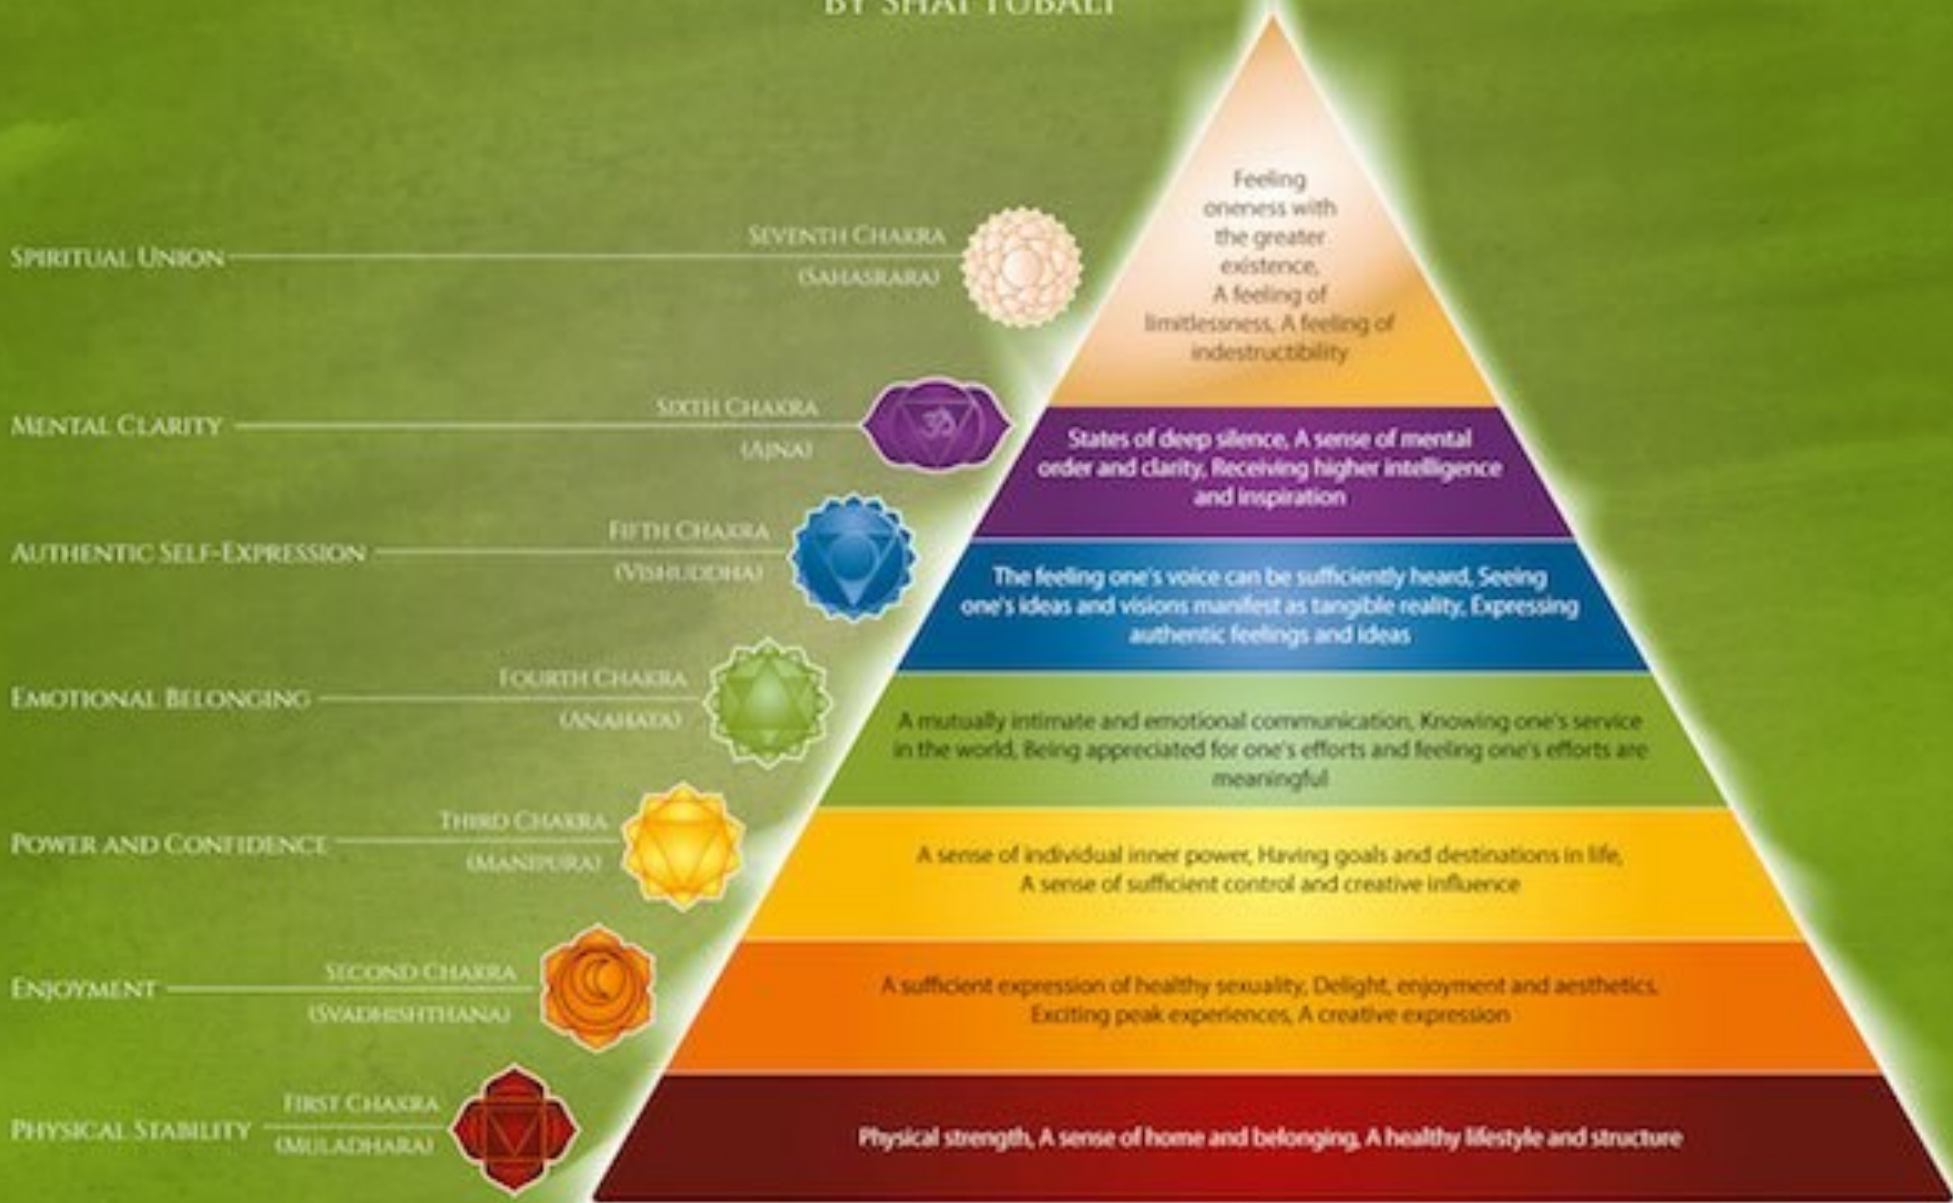 BY SHAI TUBALI
Feeling
oneness with
the greater
existence,
A feeling of
limitlessness, A feeling of
indestructibility
SPIRITUAL UNION
SEVENTH CHAKRA
(SAHASRARA)
MENTAL CLARITY
SIXTH CHAKRA
(AJNA)
ॐ
States of deep silence, A sense of mental
order and clarity, Receiving higher intelligence
and inspiration
AUTHENTIC SELF-EXPRESSION
FIFTH CHAKRA
(VISHUDDHA)
The feeling one's voice can be sufficiently heard, Seeing
one's ideas and visions manifest as tangible reality, Expressing
authentic feelings and ideas
EMOTIONAL BELONGING
FOURTH CHAKRA
(ANAHATA)
A mutually intimate and emotional communication, Knowing one's service
in the world, Being appreciated for one's efforts and feeling one's efforts are
meaningful
POWER AND CONFIDENCE
THIRD CHAKRA
(MANIPURA)
A sense of individual inner power, Having goals and destinations in life,
A sense of sufficient control and creative influence
ENJOYMENT
SECOND CHAKRA
(SVADHISHTHANA)
A sufficient expression of healthy sexuality, Delight, enjoyment and aesthetics,
Exciting peak experiences, A creative expression
PHYSICAL STABILITY
FIRST CHAKRA
(MULADHARA)
Physical strength, A sense of home and belonging, A healthy lifestyle and structure